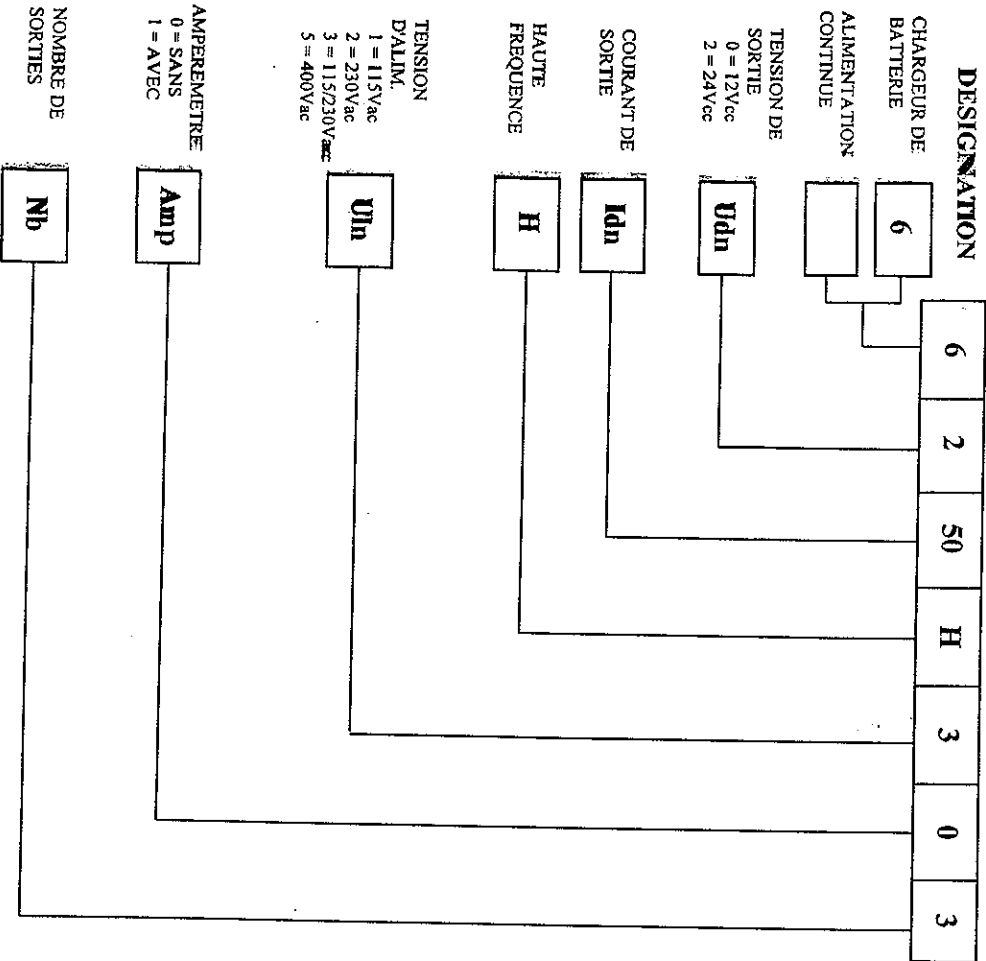 DESIGNATION
6 2 50 H 3 0 3
CHARGEUR DE
BATTERIE
6
ALIMENTATION
CONTINUE
TENSION DE
SORTIE
0 = 12Vcc
2 = 24Vcc
Udn
COURANT DE
SORTIE
Idn
HAUTE
FREQUENCE
H
TENSION
D'ALIM.
1 = 115Vac
2 = 230Vac
3 = 115/230Vac
5 = 400Vac
Uln
AMPEREMETRE
0 = SANS
1 = AVEC
Amp
NOMBRE DE
SORTIES
Nb